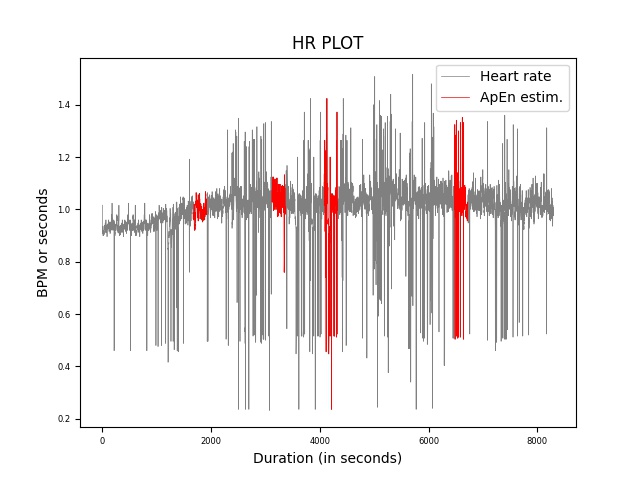 HR PLOT
Heart rate
ApEn estim.
BPM or seconds
1.4
1.2
1.0
0.8
0.6
0.4
0.2
0
2000
4000
6000
8000
Duration (in seconds)